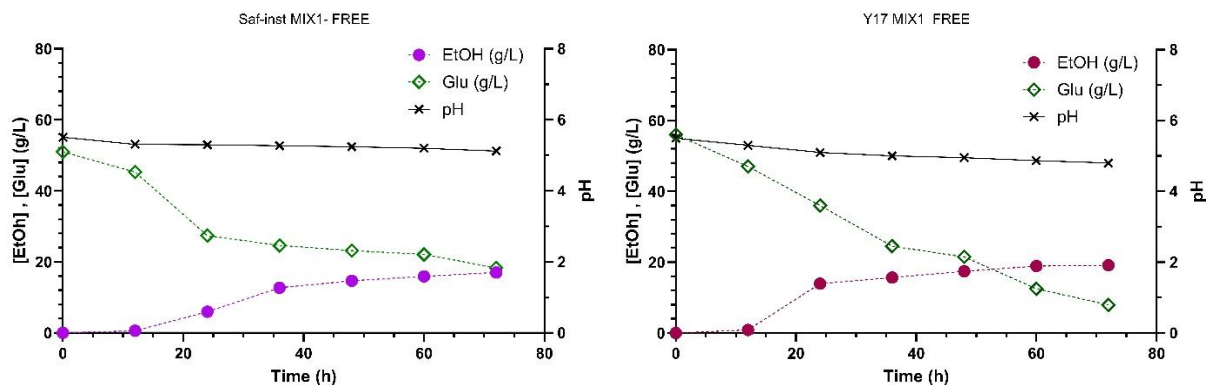 Saf-inst MIX1- FREE
80
60
40
20
0
[EtOh] , [Glu] (g/L)
EtOH (g/L)
Glu (g/L)
pH
8
6
4
2
0
pH
0
20
40
60
80
Time (h)
Y17 MIX1 FREE
80
60
40
20
0
[EtOh] , [Glu] (g/L)
EtOH (g/L)
Glu (g/L)
pH
8
6
4
2
0
pH
0
20
40
60
80
Time (h)